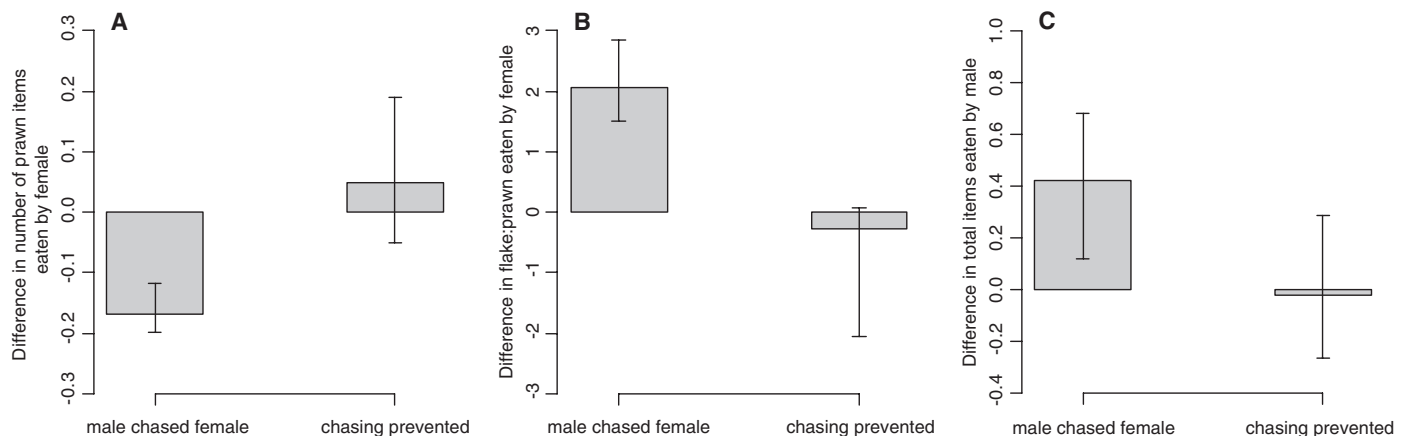 A
Difference in number of prawn items
eaten by female
0.3
0.2
0.1
0.0
-0.1
-0.2
-0.3
male chased female
chasing prevented
B
Difference in flake:prawn eaten by female
3
2
1
0
-1
-2
-3
male chased female
chasing prevented
C
Difference in total items eaten by male
1.0
0.8
0.6
0.4
0.2
0.0
-0.2
-0.4
male chased female
chasing prevented